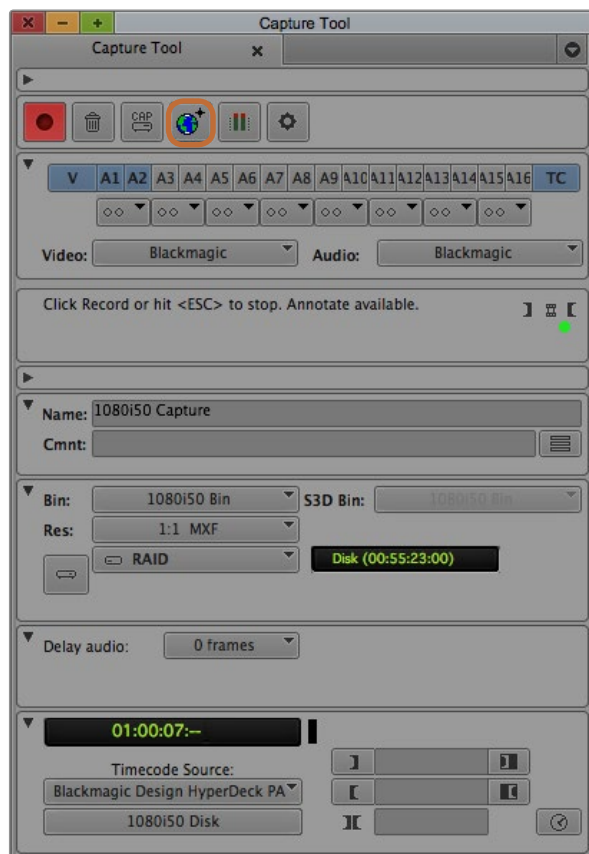 Capture Tool
Capture Tool
CAP
V A1 A2 A3 A4 A5 A6 A7 A8 A9 A10 A11 A12 A13 A14 A15 A16 TC
Video: Blackmagic Audio: Blackmagic
Click Record or hit <ESC> to stop. Annotate available.
Name: 1080i50 Capture
Cmnt:
Bin: 1080i50 Bin S3D Bin: 1080i50 Bin
Res: 1:1 MXF
RAID Disk (00:55:23:00)
Delay audio: 0 frames
01:00:07:--
Timecode Source:
Blackmagic Design HyperDeck PA
1080i50 Disk